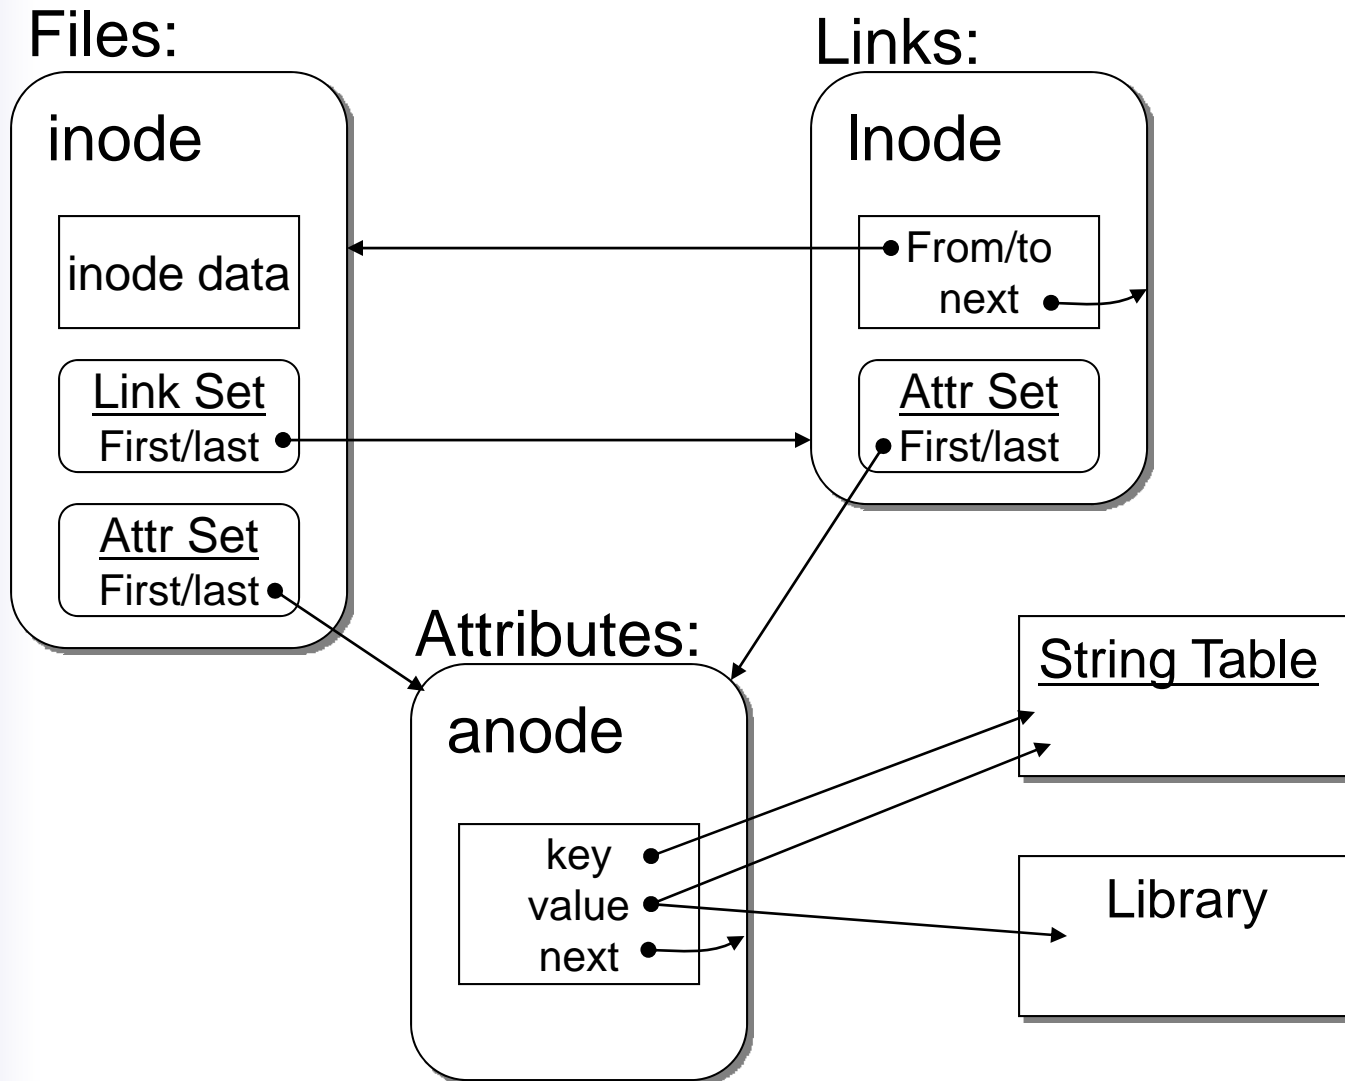 Files:
inode
inode data
Link Set
First/last
Attr Set
First/last
Links:
lnode
From/to
next
Attr Set
First/last
Attributes:
anode
key
value
next
String Table
Library